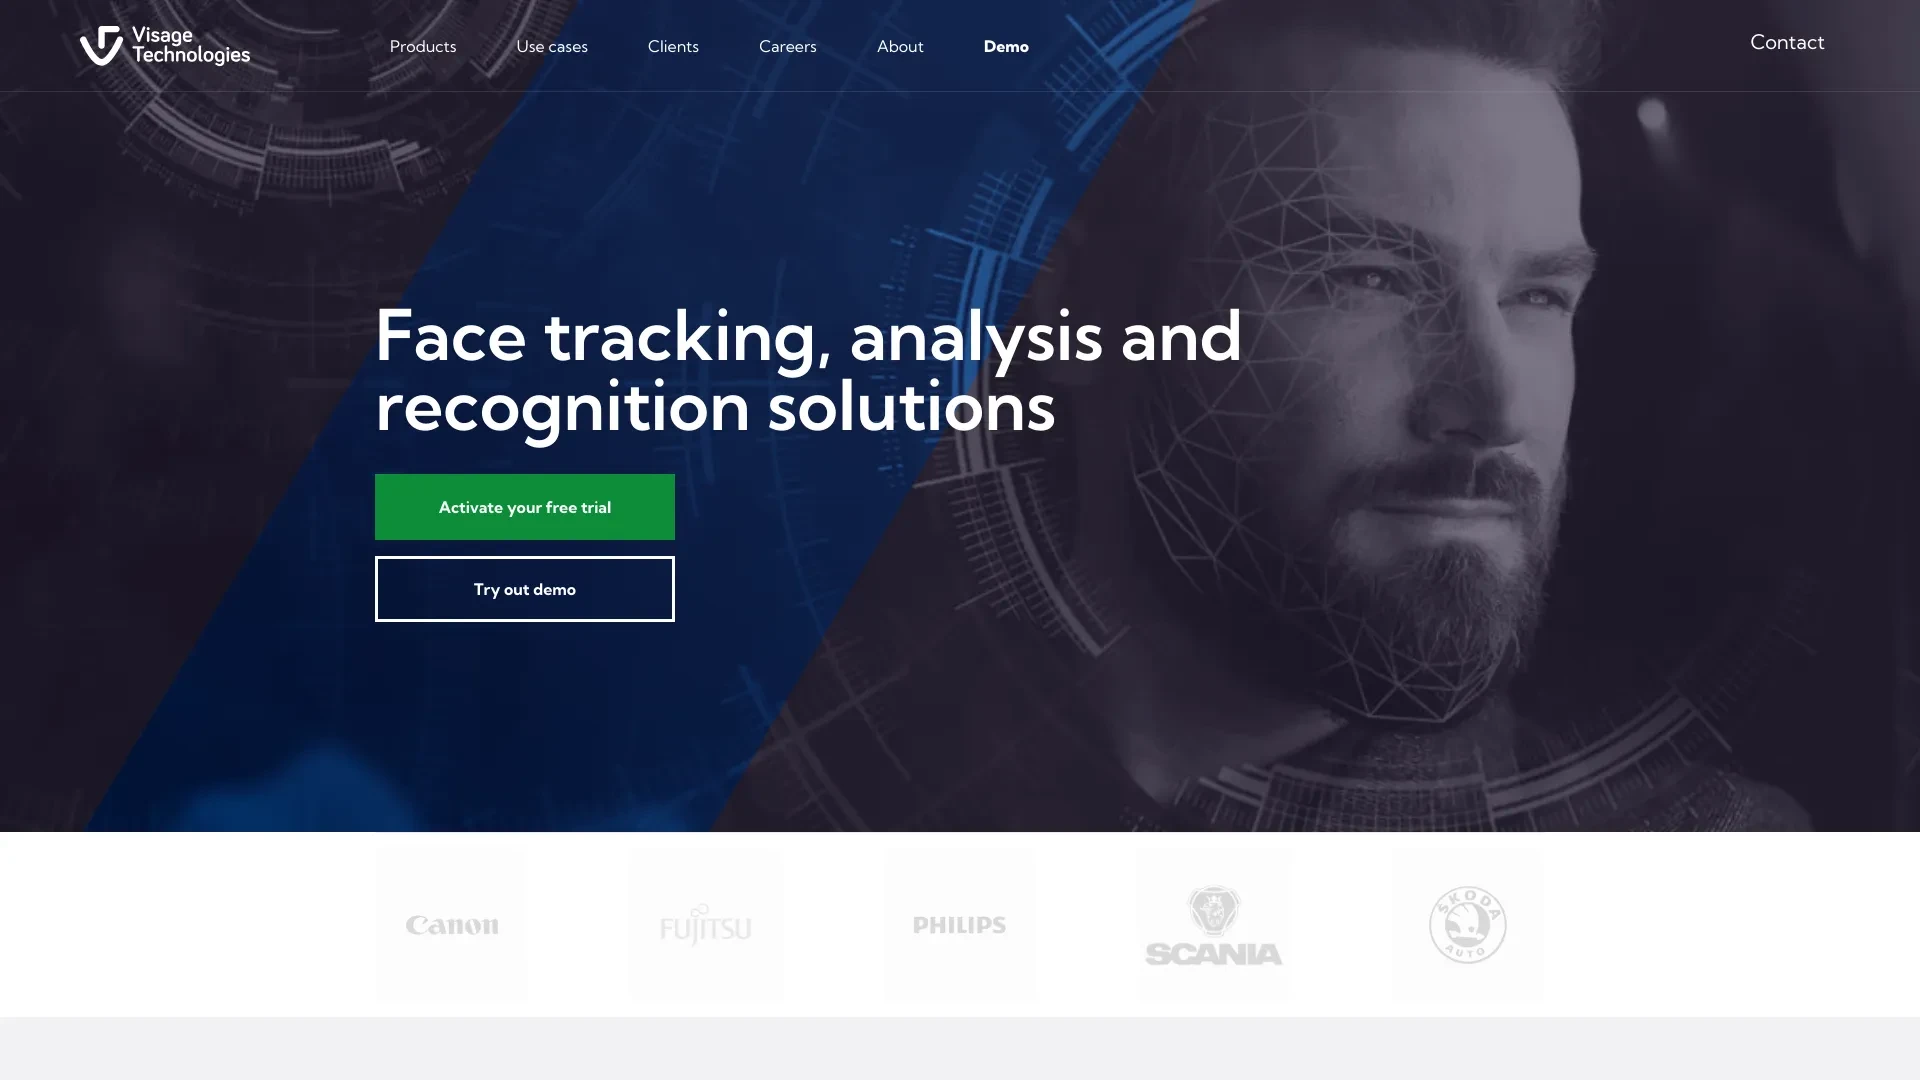 Visage
Technologies
Products
Use cases
Clients
Careers
About
Demo
Contact
Face tracking, analysis and
recognition solutions
Activate your free trial
Try out demo
Canon
FUJITSU
PHILIPS
SCANIA
SKODA
AUTO